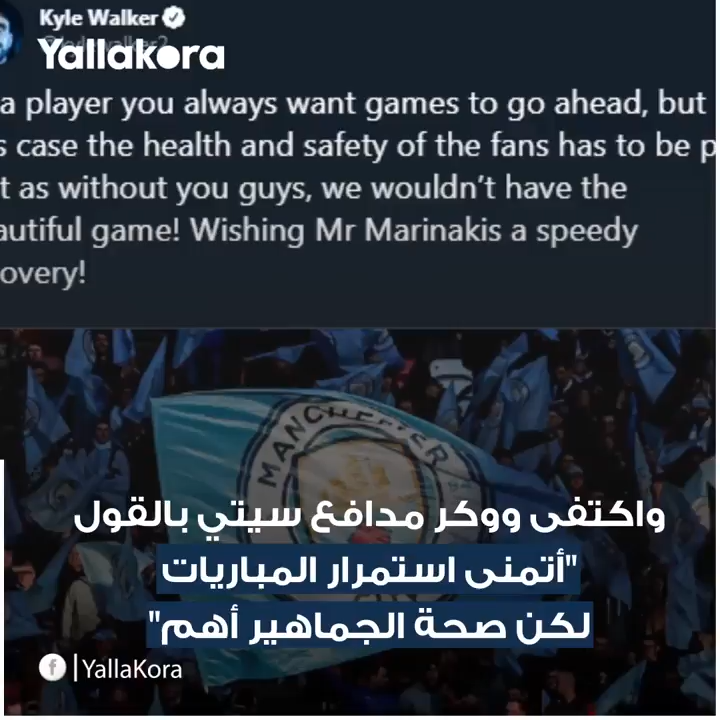 Kyle Walker
Yallakora
a player you always want games to go ahead, but
case the health and safety of the fans has to be
as without you guys, we wouldn't have the
autiful game! Wishing Mr Marinakis a speedy
overy!
MANCHESTER
واكتفى ووكر مدافع سيتي بالقول
"أتمنى استمرار المباريات
لكن صحة الجماهير أهم"
f | YallaKora